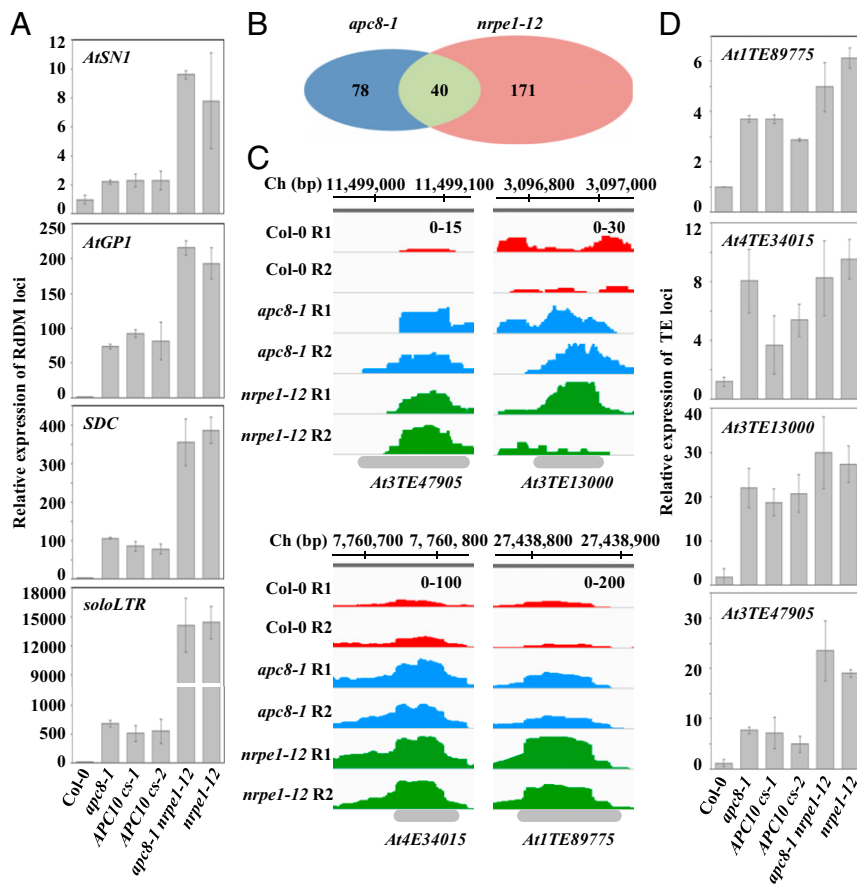 A
Relative expression of RdDM loci
AtSN1
12
10
8
6
4
2
0
AtGP1
250
225
200
150
100
50
0
SDC
400
300
200
100
0
soloLTR
18000
15000
12000
9000
1000
500
0
Col-0
apc8-1
APC10 cs-1
APC10 cs-2
apc8-1 nrpe1-12
nrpe1-12
B
apc8-1
nrpe1-12
78
40
171
C
Ch (bp)
11,499,000
11,499,100
3,096,800
3,097,000
0-15
0-30
Col-0 R1
Col-0 R2
apc8-1 R1
apc8-1 R2
nrpe1-12 R1
nrpe1-12 R2
At3TE47905
At3TE13000
Ch (bp)
7,760,700
7,760, 800
27,438,800
27,438,900
0-100
0-200
Col-0 R1
Col-0 R2
apc8-1 R1
apc8-1 R2
nrpe1-12 R1
nrpe1-12 R2
At4E34015
At1TE89775
D
Relative expression of TE loci
At1TE89775
6
4
2
0
At4TE34015
12
8
4
0
At3TE13000
40
30
20
10
0
At3TE47905
30
20
10
0
Col-0
apc8-1
APC10 cs-1
APC10 cs-2
apc8-1 nrpe1-12
nrpe1-12